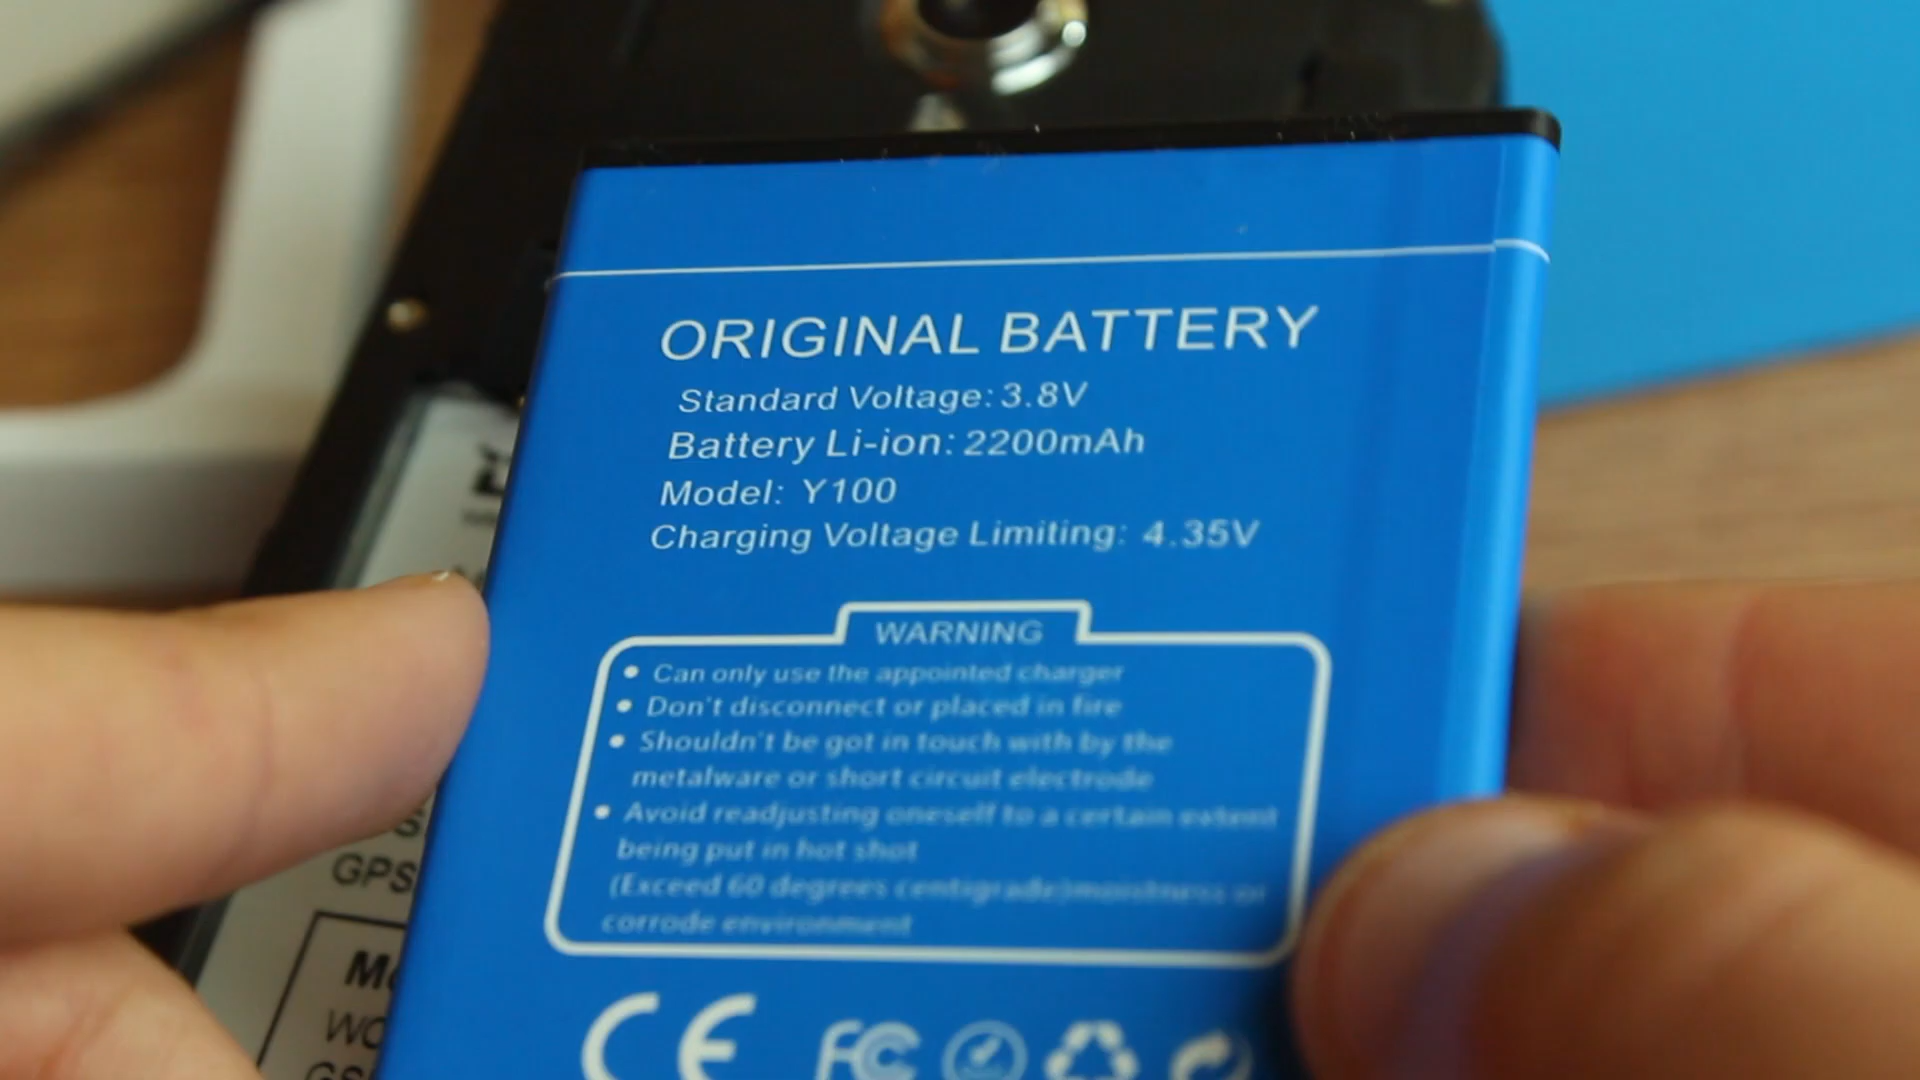 ORIGINAL BATTERY
Standard Voltage: 3.8V
Battery Li-ion: 2200mAh
Model: Y100
Charging Voltage Limiting: 4.35V
WARNING
• Can only use the appointed charger
• Don't disconnect or placed in fire
• Shouldn't be got in touch with by the
metalware or short circuit electrode
• Avoid readjusting oneself to a certain extent
being put in hot shot
(Exceed 60 degrees centigrade)moistness or
corrode environment
CE FC
GPS